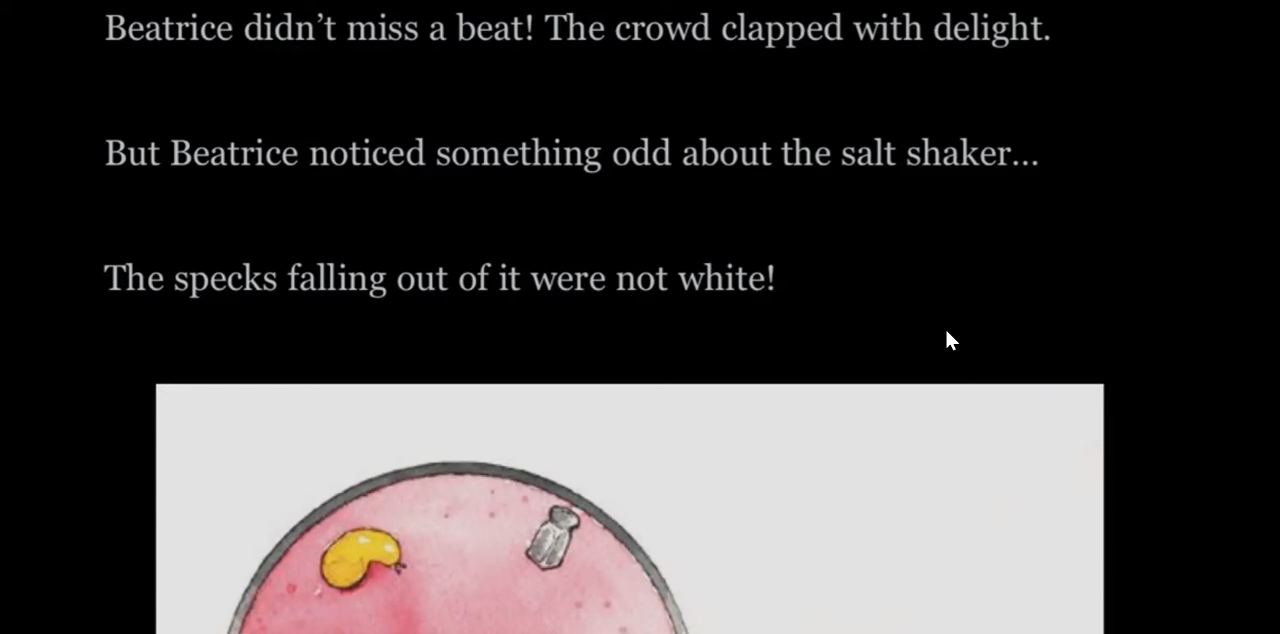 Beatrice didn’t miss a beat! The crowd clapped with delight.
But Beatrice noticed something odd about the salt shaker...
The specks falling out of it were not white!